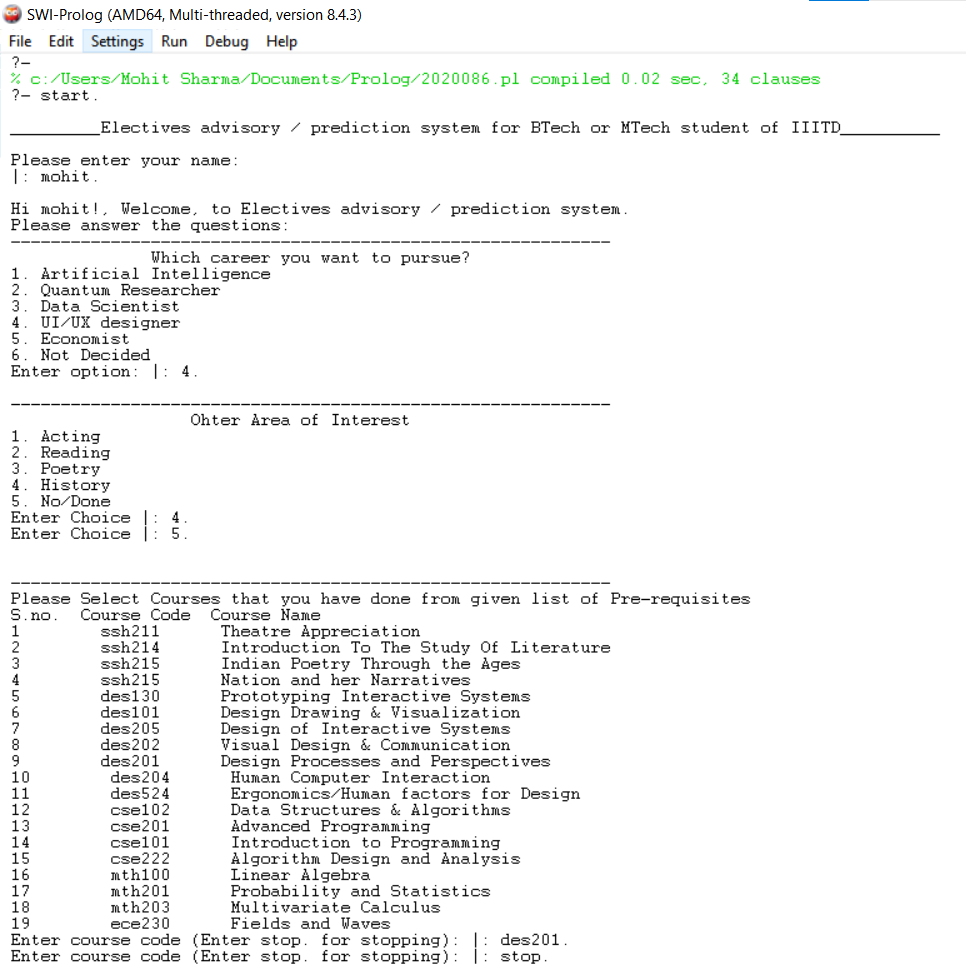 SWI-Prolog (AMD64, Multi-threaded, version 8.4.3)
File Edit Settings Run Debug Help
?-
% c:/Users/Mohit Sharma/Documents/Prolog/2020086.pl compiled 0.02 sec, 34 clauses
?- start.
_________Electives advisory / prediction system for BTech or MTech student of IIITD__________
Please enter your name:
|: mohit.
Hi mohit!, Welcome, to Electives advisory / prediction system.
Please answer the questions:
------------------------------------------------------------
Which career you want to pursue?
1. Artificial Intelligence
2. Quantum Researcher
3. Data Scientist
4. UI/UX designer
5. Economist
6. Not Decided
Enter option: |: 4.
------------------------------------------------------------
Ohter Area of Interest
1. Acting
2. Reading
3. Poetry
4. History
5. No/Done
Enter Choice |: 4.
Enter Choice |: 5.
------------------------------------------------------------
Please Select Courses that you have done from given list of Pre-requisites
S.no. Course Code Course Name
1 ssh211 Theatre Appreciation
2 ssh214 Introduction To The Study Of Literature
3 ssh215 Indian Poetry Through the Ages
4 ssh215 Nation and her Narratives
5 des130 Prototyping Interactive Systems
6 des101 Design Drawing & Visualization
7 des205 Design of Interactive Systems
8 des202 Visual Design & Communication
9 des201 Design Processes and Perspectives
10 des204 Human Computer Interaction
11 des524 Ergonomics/Human factors for Design
12 cse102 Data Structures & Algorithms
13 cse201 Advanced Programming
14 cse101 Introduction to Programming
15 cse222 Algorithm Design and Analysis
16 mth100 Linear Algebra
17 mth201 Probability and Statistics
18 mth203 Multivariate Calculus
19 ece230 Fields and Waves
Enter course code (Enter stop. for stopping): |: des201.
Enter course code (Enter stop. for stopping): |: stop.